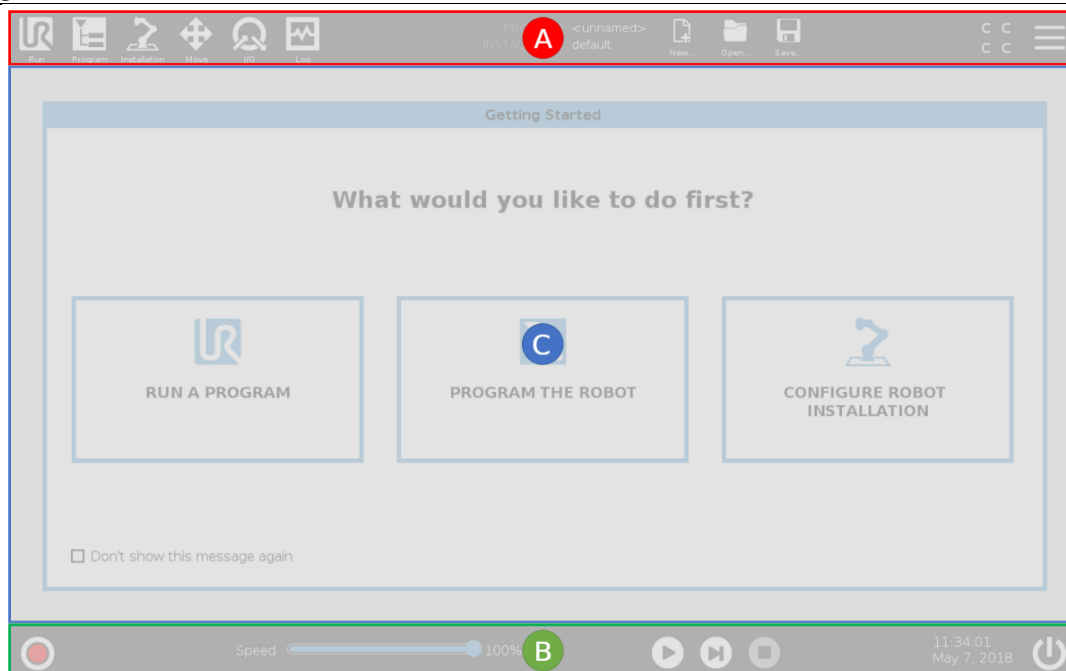 Run Program Installation Move I/O Log
PR <unnamed>
INSTAL default
A
New... Open... Save...
C C
C C
Getting Started
What would you like to do first?
C
RUN A PROGRAM
PROGRAM THE ROBOT
CONFIGURE ROBOT
INSTALLATION
Don't show this message again
Speed 100%
B
11:34:01
May 7, 2018